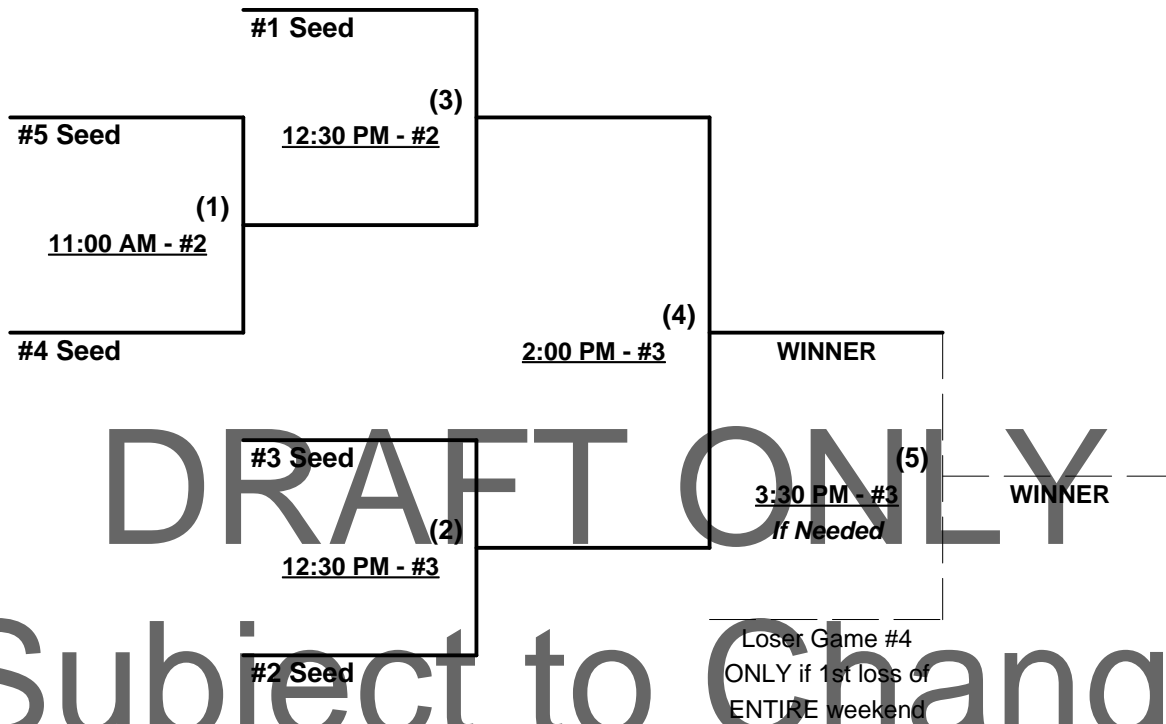 #1 Seed
(3)
#5 Seed
12:30 PM - #2
(1)
11:00 AM - #2
(4)
#4 Seed
2:00 PM - #3
WINNER
DRAFT ONLY
#3 Seed
(5)
3:30 PM - #3
WINNER
(2)
If Needed
12:30 PM - #3
Subject to Chang
Loser Game #4
#2 Seed
ONLY if 1st loss of
ENTIRE weekend